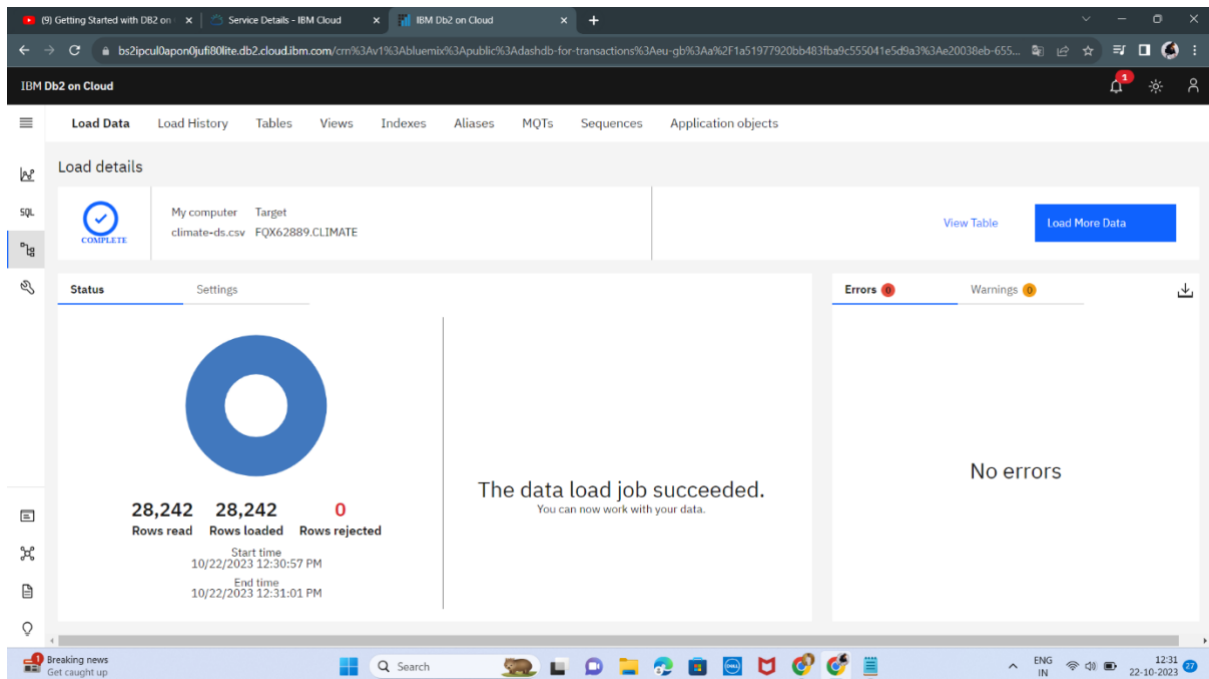 (9) Getting Started with DB2 on
Service Details - IBM Cloud
IBM Db2 on Cloud
bs2ipcul0apon0jufi80lite.db2.cloud.ibm.com/crn%3Av1%3Abluemix%3Apublic%3Adashdb-for-transactions%3Aeu-gb%3Aa%2F1a51977920bb483fba9c555041e5d9a3%3Ae20038eb-655...
IBM Db2 on Cloud
1
Load Data Load History Tables Views Indexes Aliases MQTs Sequences Application objects
Load details
SQL
COMPLETE
My computer Target
climate-ds.csv FQX62889.CLIMATE
View Table
Load More Data
Status Settings
Errors 0 Warnings 0
28,242 28,242 0
Rows read Rows loaded Rows rejected
Start time
10/22/2023 12:30:57 PM
End time
10/22/2023 12:31:01 PM
The data load job succeeded.
You can now work with your data.
No errors
1
Breaking news
Get caught up
Search
DELL
ENG
IN
12:31
22-10-2023
27